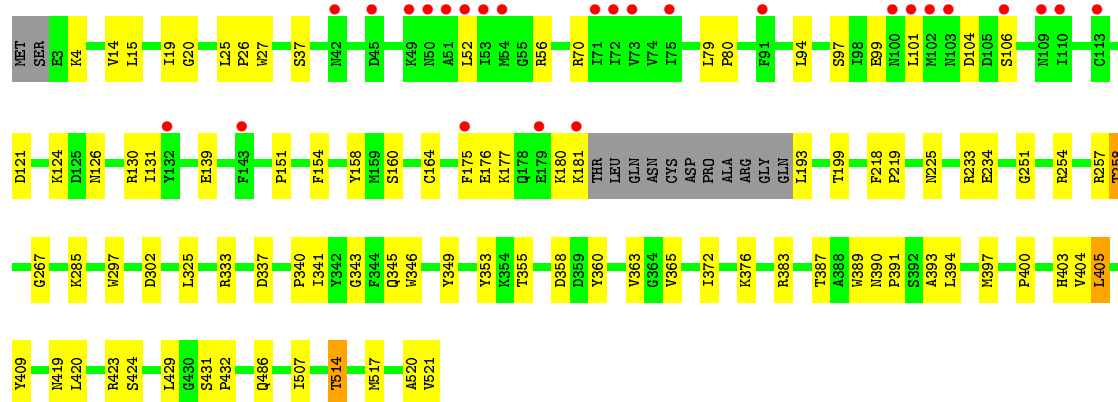 MET SER E3 K4 V14 L15 I19 G20 L25 P26 W27 S37 N42 D45 K49 N50 A51 L52 I53 M54 G55 R56 R70 I71 I72 V73 V74 I75 L79 P80 F91 L94 S97 I98 E99 N100 L101 M102 N103 D104 D105 S106 N109 I110 C113
D121 K124 D125 N126 R130 I131 Y132 E139 F143 P151 F154 Y158 M159 S160 C164 F175 E176 K177 Q178 E179 K180 K181 THR LEU GLN ASN CYS ASP PRO ALA ARG GLY GLN L193 T199 F218 P219 N225 R233 E234 G251 R254 R257 T258
G267 K285 W297 D302 L325 R333 D337 P340 I341 Y342 G343 F344 Q345 W346 Y349 Y353 K354 T355 D358 D359 Y360 V363 G364 V365 I372 K376 R383 T387 A388 W389 N390 P391 S392 A393 L394 M397 P400 H403 V404 L405
Y409 N419 L420 R423 S424 L429 G430 S431 P432 Q486 I507 T514 M517 A520 V521